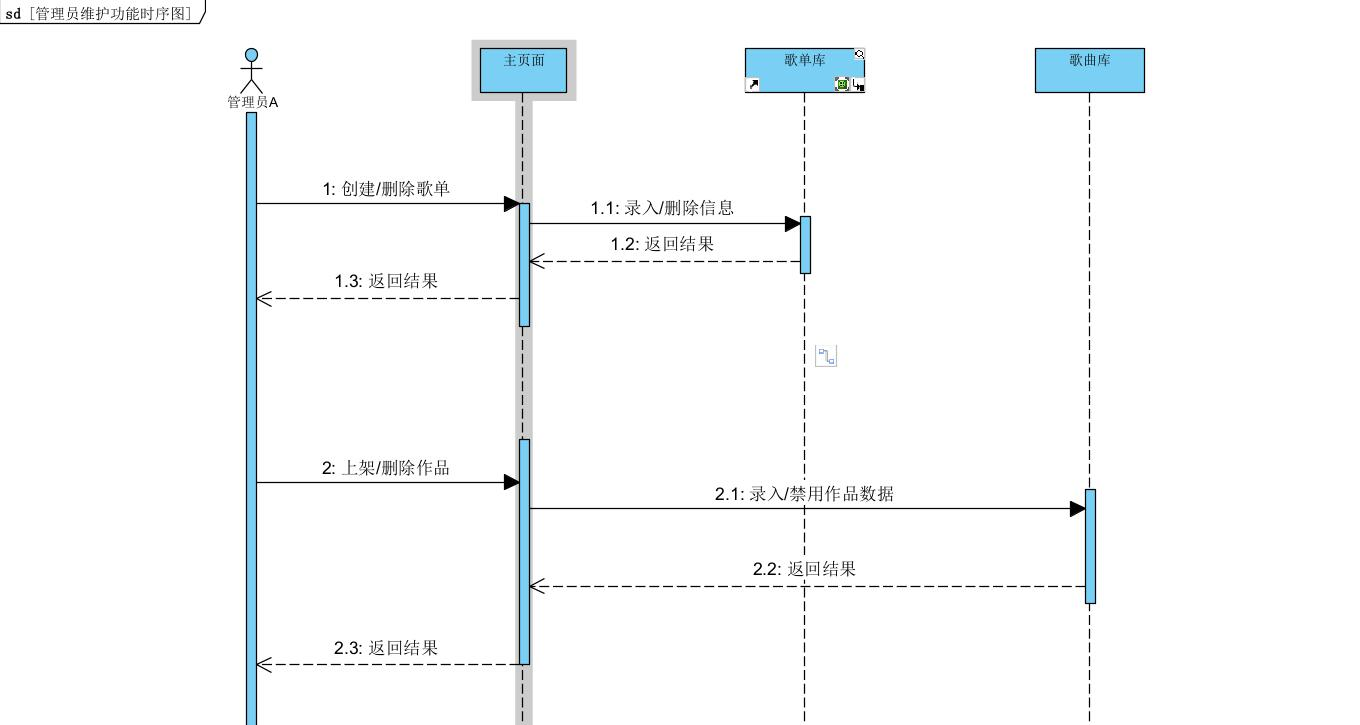 sd [管理员维护功能时序图]
主页面
歌单库
歌曲库
管理员A
1: 创建/删除歌单
1.1: 录入/删除信息
1.2: 返回结果
1.3: 返回结果
2: 上架/删除作品
2.1: 录入/禁用作品数据
2.2: 返回结果
2.3: 返回结果